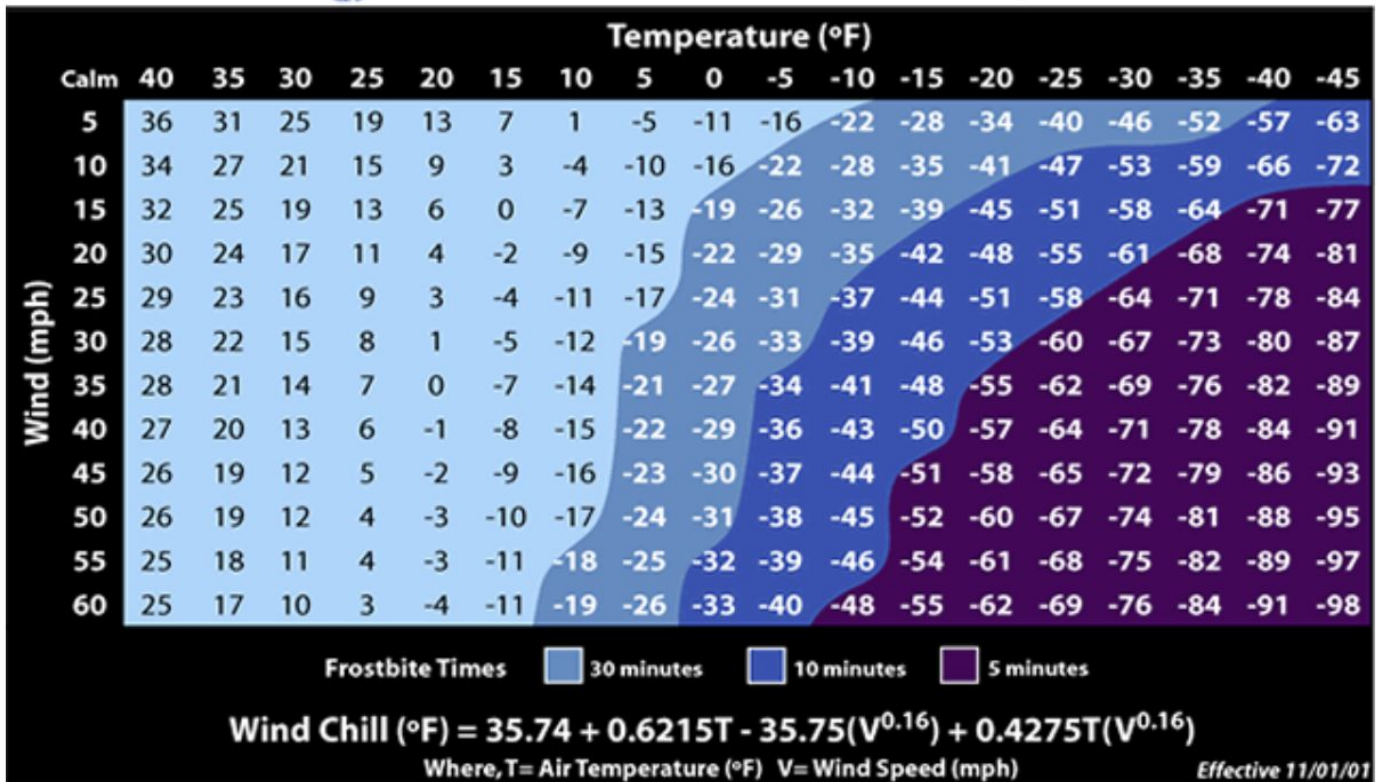 Temperature (ºF)
Calm 40 35 30 25 20 15 10 5 0 -5 -10 -15 -20 -25 -30 -35 -40 -45
5 36 31 25 19 13 7 1 -5 -11 -16 -22 -28 -34 -40 -46 -52 -57 -63
10 34 27 21 15 9 3 -4 -10 -16 -22 -28 -35 -41 -47 -53 -59 -66 -72
15 32 25 19 13 6 0 -7 -13 -19 -26 -32 -39 -45 -51 -58 -64 -71 -77
20 30 24 17 11 4 -2 -9 -15 -22 -29 -35 -42 -48 -55 -61 -68 -74 -81
25 29 23 16 9 3 -4 -11 -17 -24 -31 -37 -44 -51 -58 -64 -71 -78 -84
30 28 22 15 8 1 -5 -12 -19 -26 -33 -39 -46 -53 -60 -67 -73 -80 -87
35 28 21 14 7 0 -7 -14 -21 -27 -34 -41 -48 -55 -62 -69 -76 -82 -89
40 27 20 13 6 -1 -8 -15 -22 -29 -36 -43 -50 -57 -64 -71 -78 -84 -91
45 26 19 12 5 -2 -9 -16 -23 -30 -37 -44 -51 -58 -65 -72 -79 -86 -93
50 26 19 12 4 -3 -10 -17 -24 -31 -38 -45 -52 -60 -67 -74 -81 -88 -95
55 25 18 11 4 -3 -11 -18 -25 -32 -39 -46 -54 -61 -68 -75 -82 -89 -97
60 25 17 10 3 -4 -11 -19 -26 -33 -40 -48 -55 -62 -69 -76 -84 -91 -98
Wind (mph)
Frostbite Times 30 minutes 10 minutes 5 minutes
Wind Chill (ºF) = 35.74 + 0.6215T - 35.75(V^0.16) + 0.4275T(V^0.16)
Where, T= Air Temperature (ºF) V= Wind Speed (mph)
Effective 11/01/01